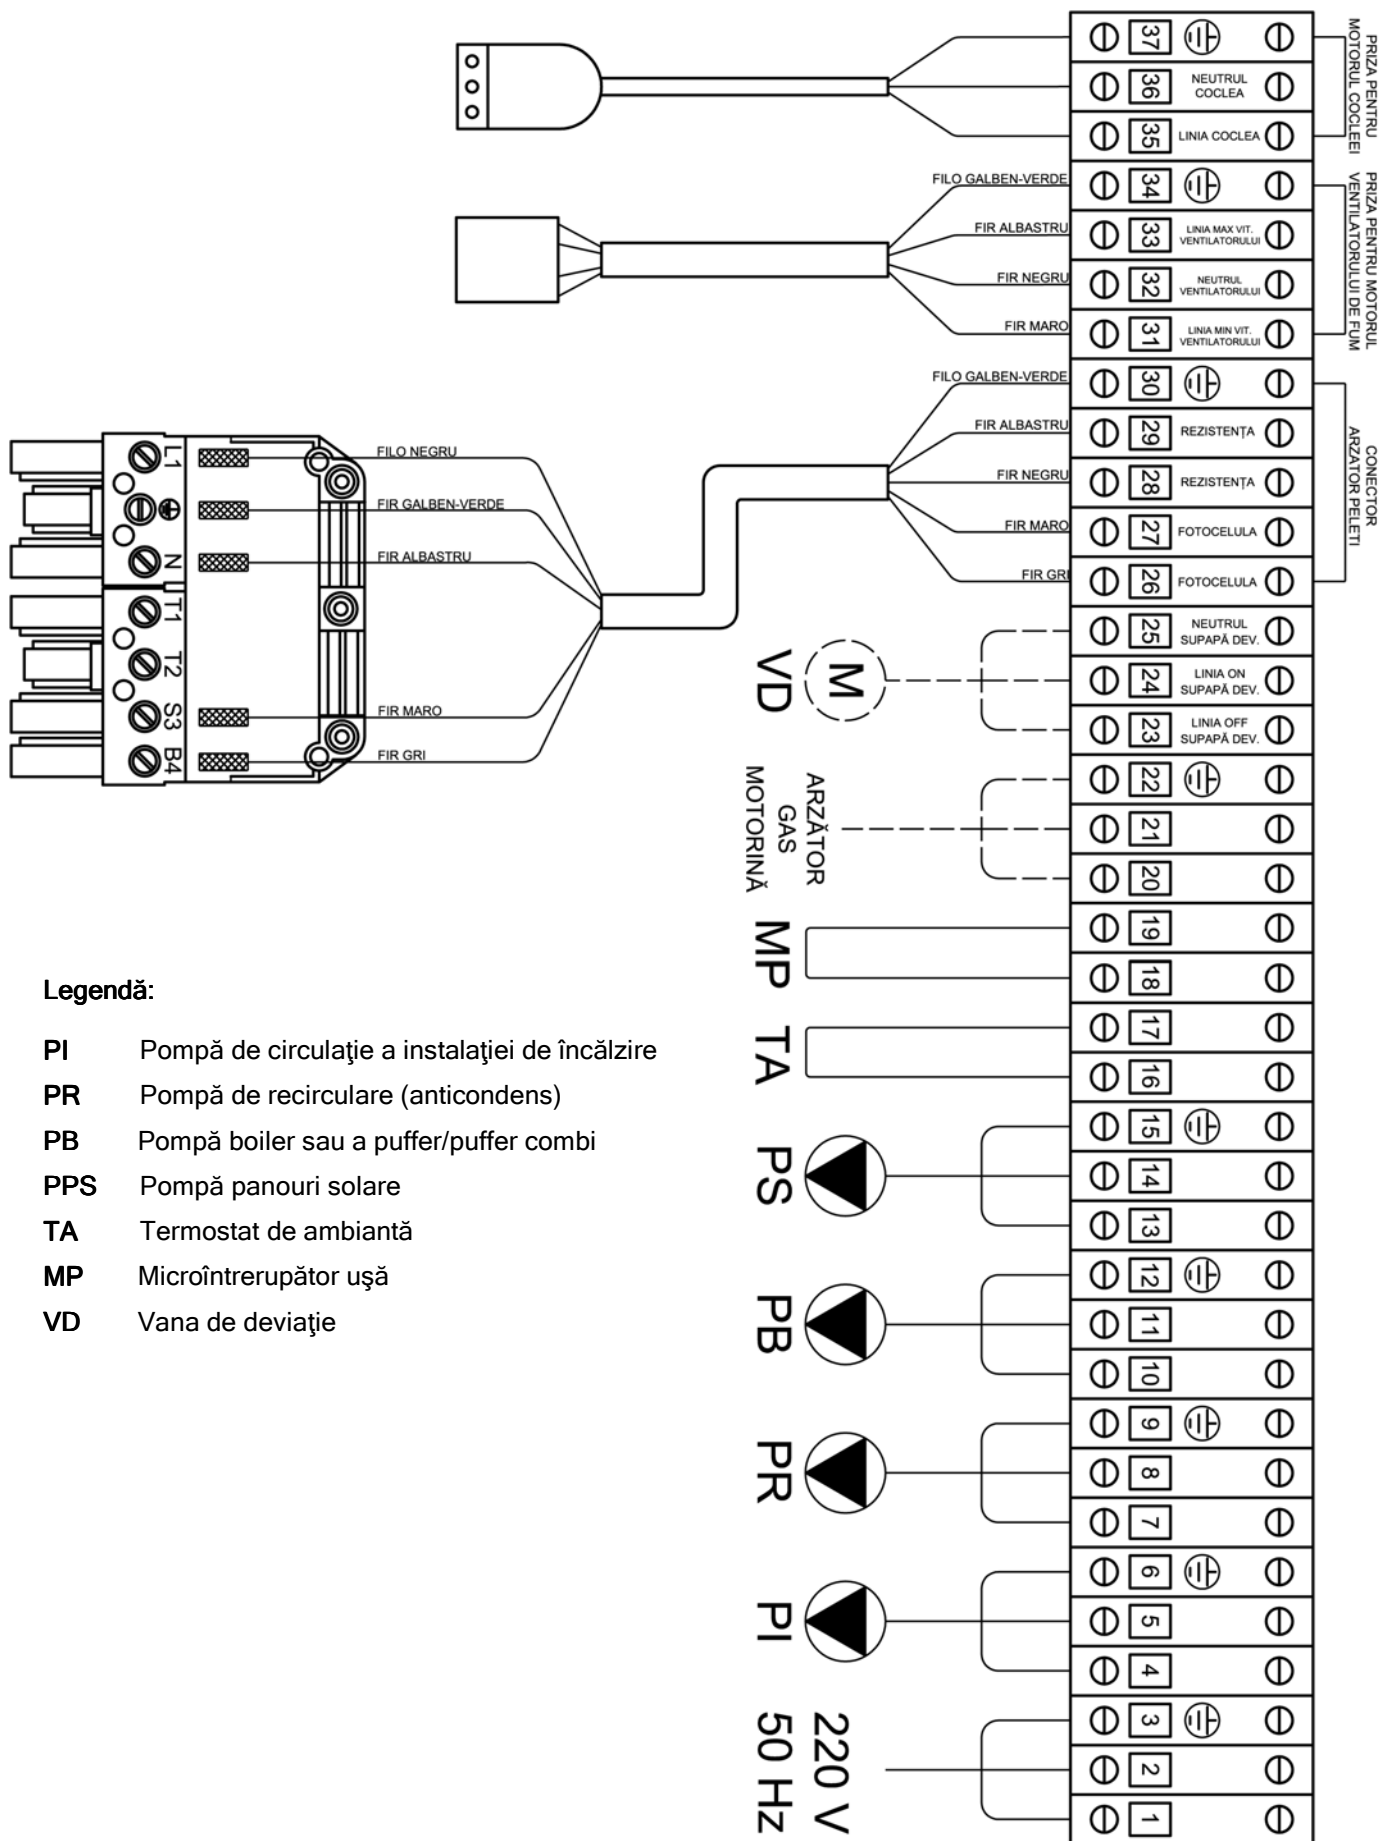 37
36
NEUTRUL
COCLEA
35
LINIA COCLEA
PRIZA PENTRU
MOTORUL COCLEEI
FILO GALBEN-VERDE
34
FIR ALBASTRU
33
LINIA MAX VIT.
VENTILATORULUI
FIR NEGRU
32
NEUTRUL
VENTILATORULUI
FIR MARO
31
LINIA MIN VIT.
VENTILATORULUI
PRIZA PENTRU MOTORUL
VENTILATORULUI DE FUM
FILO GALBEN-VERDE
30
FIR ALBASTRU
29
REZISTENȚA
FIR NEGRU
28
REZISTENȚA
FIR MARO
27
FOTOCELULA
FIR GRI
26
FOTOCELULA
CONECTOR
ARZATOR PELETI
L1
N
T1
T2
S3
B4
FILO NEGRU
FIR GALBEN-VERDE
FIR ALBASTRU
FIR MARO
FIR GRI
VD
M
25
NEUTRUL
SUPAPĂ DEV.
24
LINIA ON
SUPAPĂ DEV.
23
LINIA OFF
SUPAPĂ DEV.
ARZĂTOR
GAS
MOTORINĂ
22
21
20
MP
19
18
TA
17
16
PS
15
14
13
PB
12
11
10
PR
9
8
7
PI
6
5
4
220 V
50 Hz
3
2
1
Legendă:
PI Pompă de circulaţie a instalaţiei de încălzire
PR Pompă de recirculare (anticondens)
PB Pompă boiler sau a puffer/puffer combi
PPS Pompă panouri solare
TA Termostat de ambiantă
MP Microîntrerupător uşă
VD Vana de deviaţie